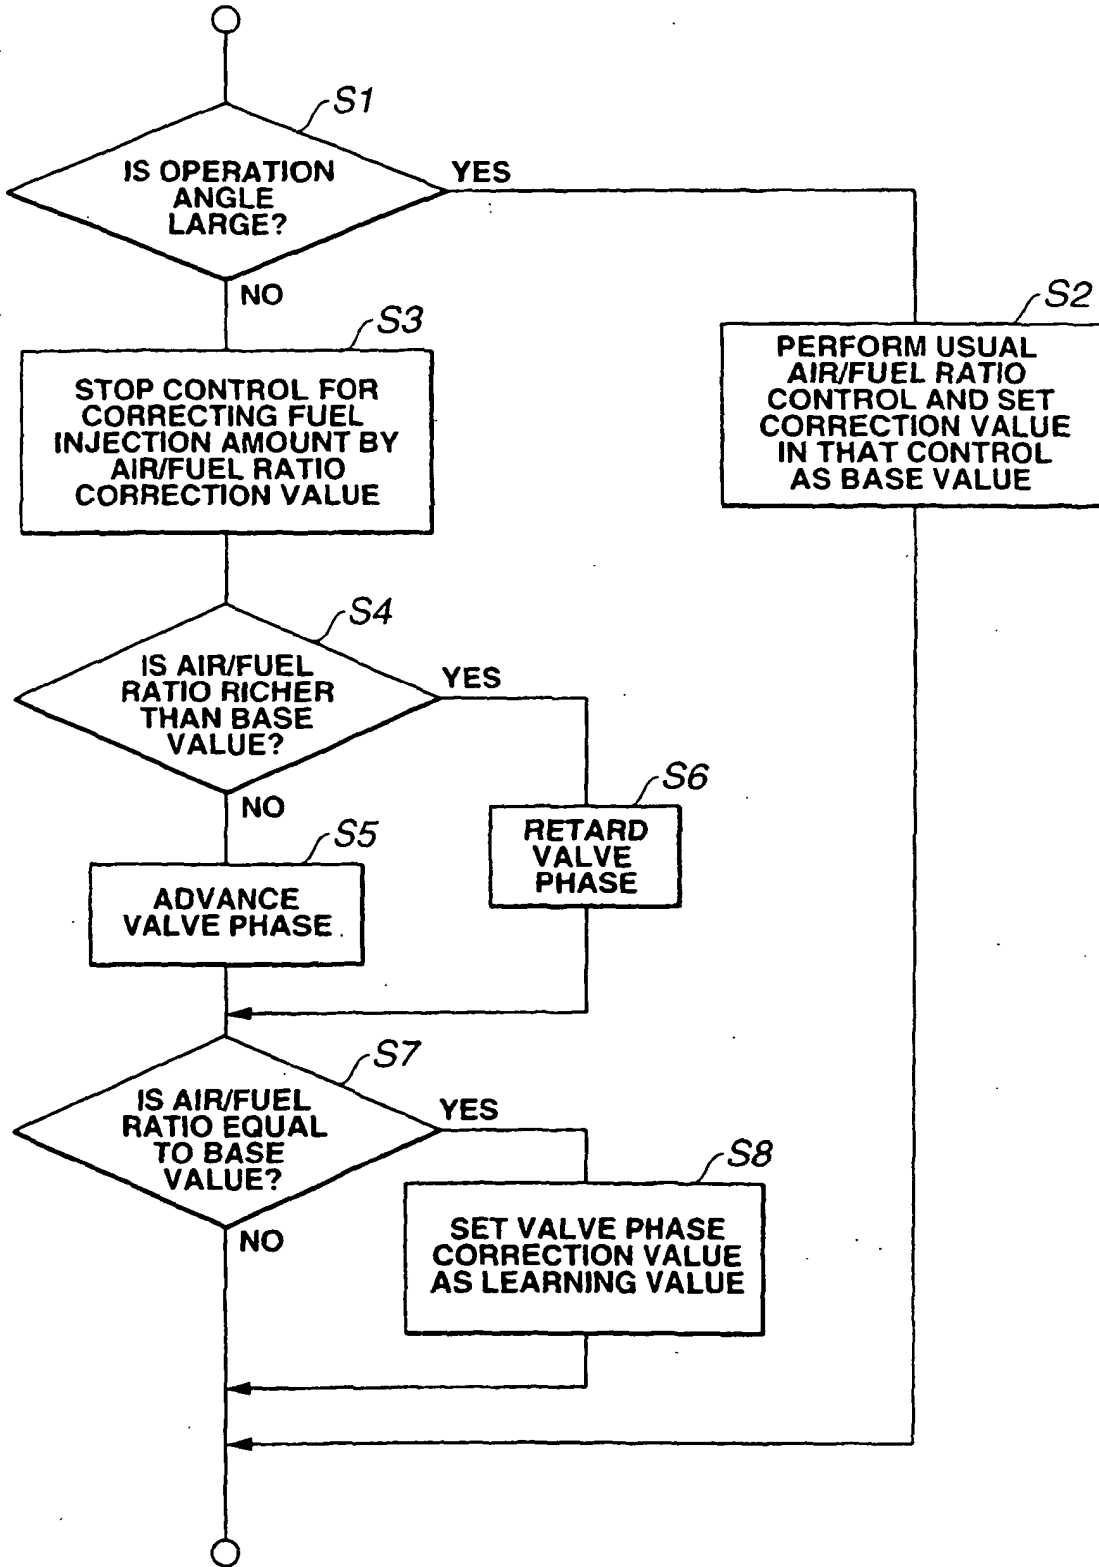 S1
IS OPERATION
ANGLE
LARGE?
YES
NO
S2
PERFORM USUAL
AIR/FUEL RATIO
CONTROL AND SET
CORRECTION VALUE
IN THAT CONTROL
AS BASE VALUE
S3
STOP CONTROL FOR
CORRECTING FUEL
INJECTION AMOUNT BY
AIR/FUEL RATIO
CORRECTION VALUE
S4
IS AIR/FUEL
RATIO RICHER
THAN BASE
VALUE?
YES
NO
S6
RETARD
VALVE
PHASE
S5
ADVANCE
VALVE PHASE
S7
IS AIR/FUEL
RATIO EQUAL
TO BASE
VALUE?
YES
NO
S8
SET VALVE PHASE
CORRECTION VALUE
AS LEARNING VALUE